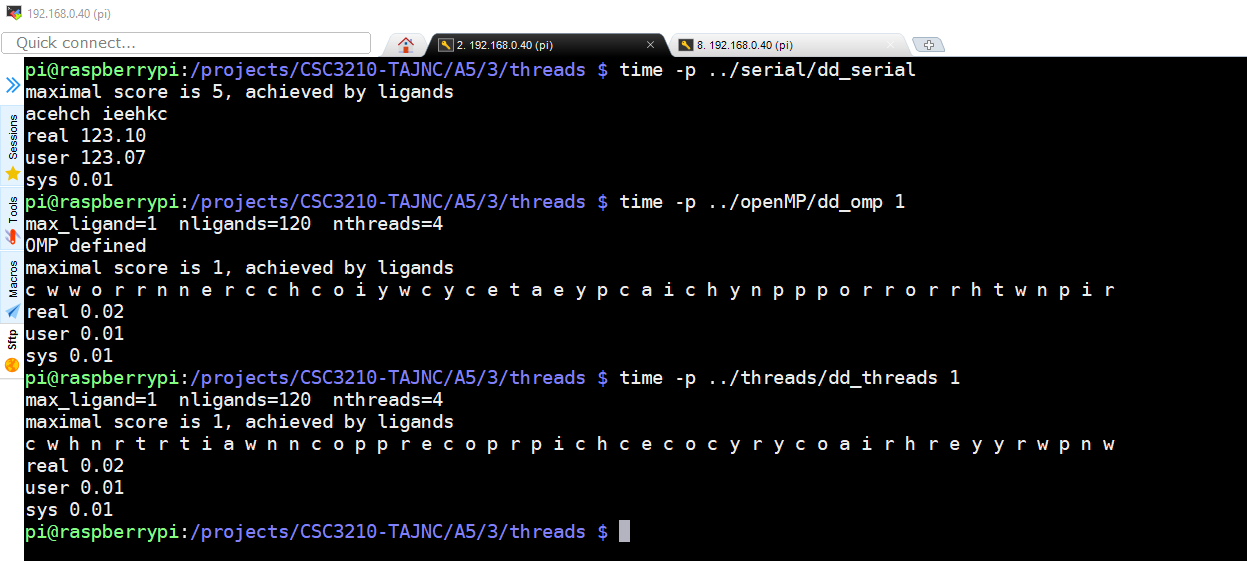 192.168.0.40 (pi)
Quick connect...
2. 192.168.0.40 (pi)
8. 192.168.0.40 (pi)
Sessions
Tools
Macros
Sftp
pi@raspberrypi:/projects/CSC3210-TAJNC/A5/3/threads $ time -p ../serial/dd_serial
maximal score is 5, achieved by ligands
acehch ieehkc
real 123.10
user 123.07
sys 0.01
pi@raspberrypi:/projects/CSC3210-TAJNC/A5/3/threads $ time -p ../openMP/dd_omp 1
max_ligand=1  nligands=120  nthreads=4
OMP defined
maximal score is 1, achieved by ligands
c w w o r r n n e r c c h c o i y w c y c e t a e y p c a i c h y n p p p o r r o r r h t w n p i r
real 0.02
user 0.01
sys 0.01
pi@raspberrypi:/projects/CSC3210-TAJNC/A5/3/threads $ time -p ../threads/dd_threads 1
max_ligand=1  nligands=120  nthreads=4
maximal score is 1, achieved by ligands
c w h n r t r t i a w n n c o p p r e c o p r p i c h c e c o c y r y c o a i r h r e y y r w p n w
real 0.02
user 0.01
sys 0.01
pi@raspberrypi:/projects/CSC3210-TAJNC/A5/3/threads $